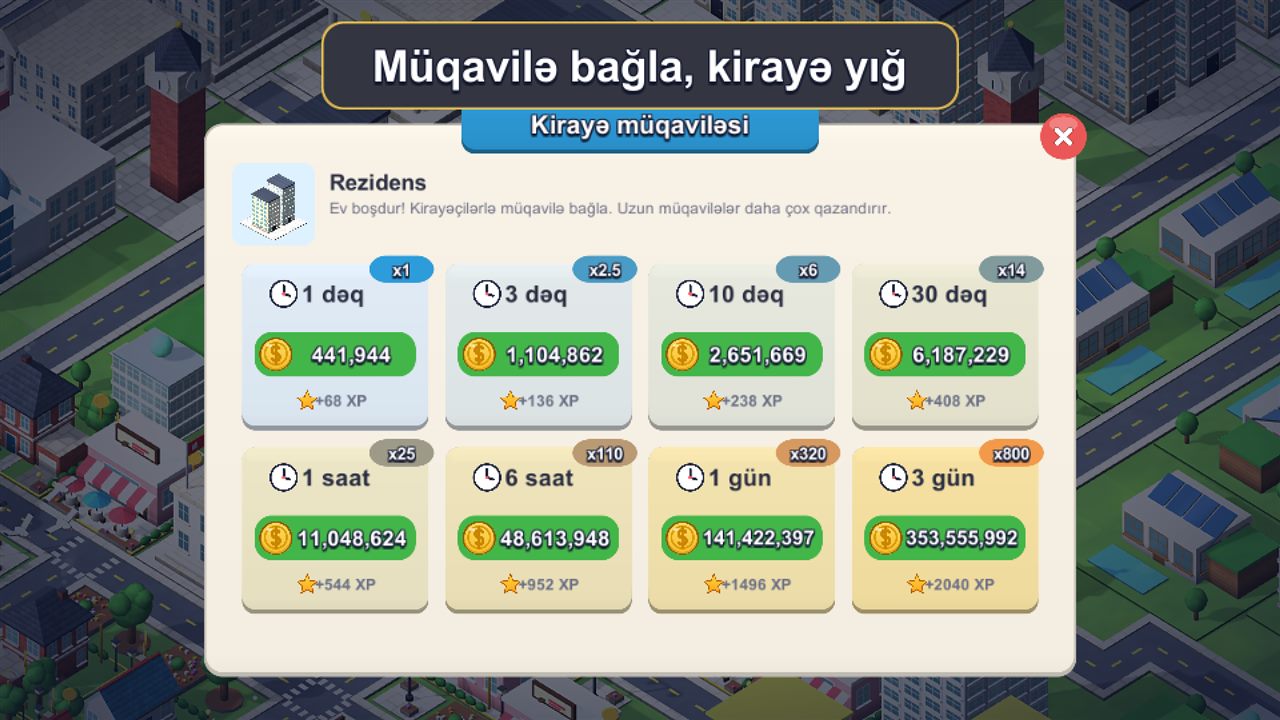 Müqavilə bağla, kirayə yığ
Kirayə müqaviləsi
Rezidens
Ev boşdur! Kirayəçilərlə müqavilə bağla. Uzun müqavilələr daha çox qazandırır.
x1
1 dəq
441,944
+68 XP
x2.5
3 dəq
1,104,862
+136 XP
x6
10 dəq
2,651,669
+238 XP
x14
30 dəq
6,187,229
+408 XP
x25
1 saat
11,048,624
+544 XP
x110
6 saat
48,613,948
+952 XP
x320
1 gün
141,422,397
+1496 XP
x800
3 gün
353,555,992
+2040 XP